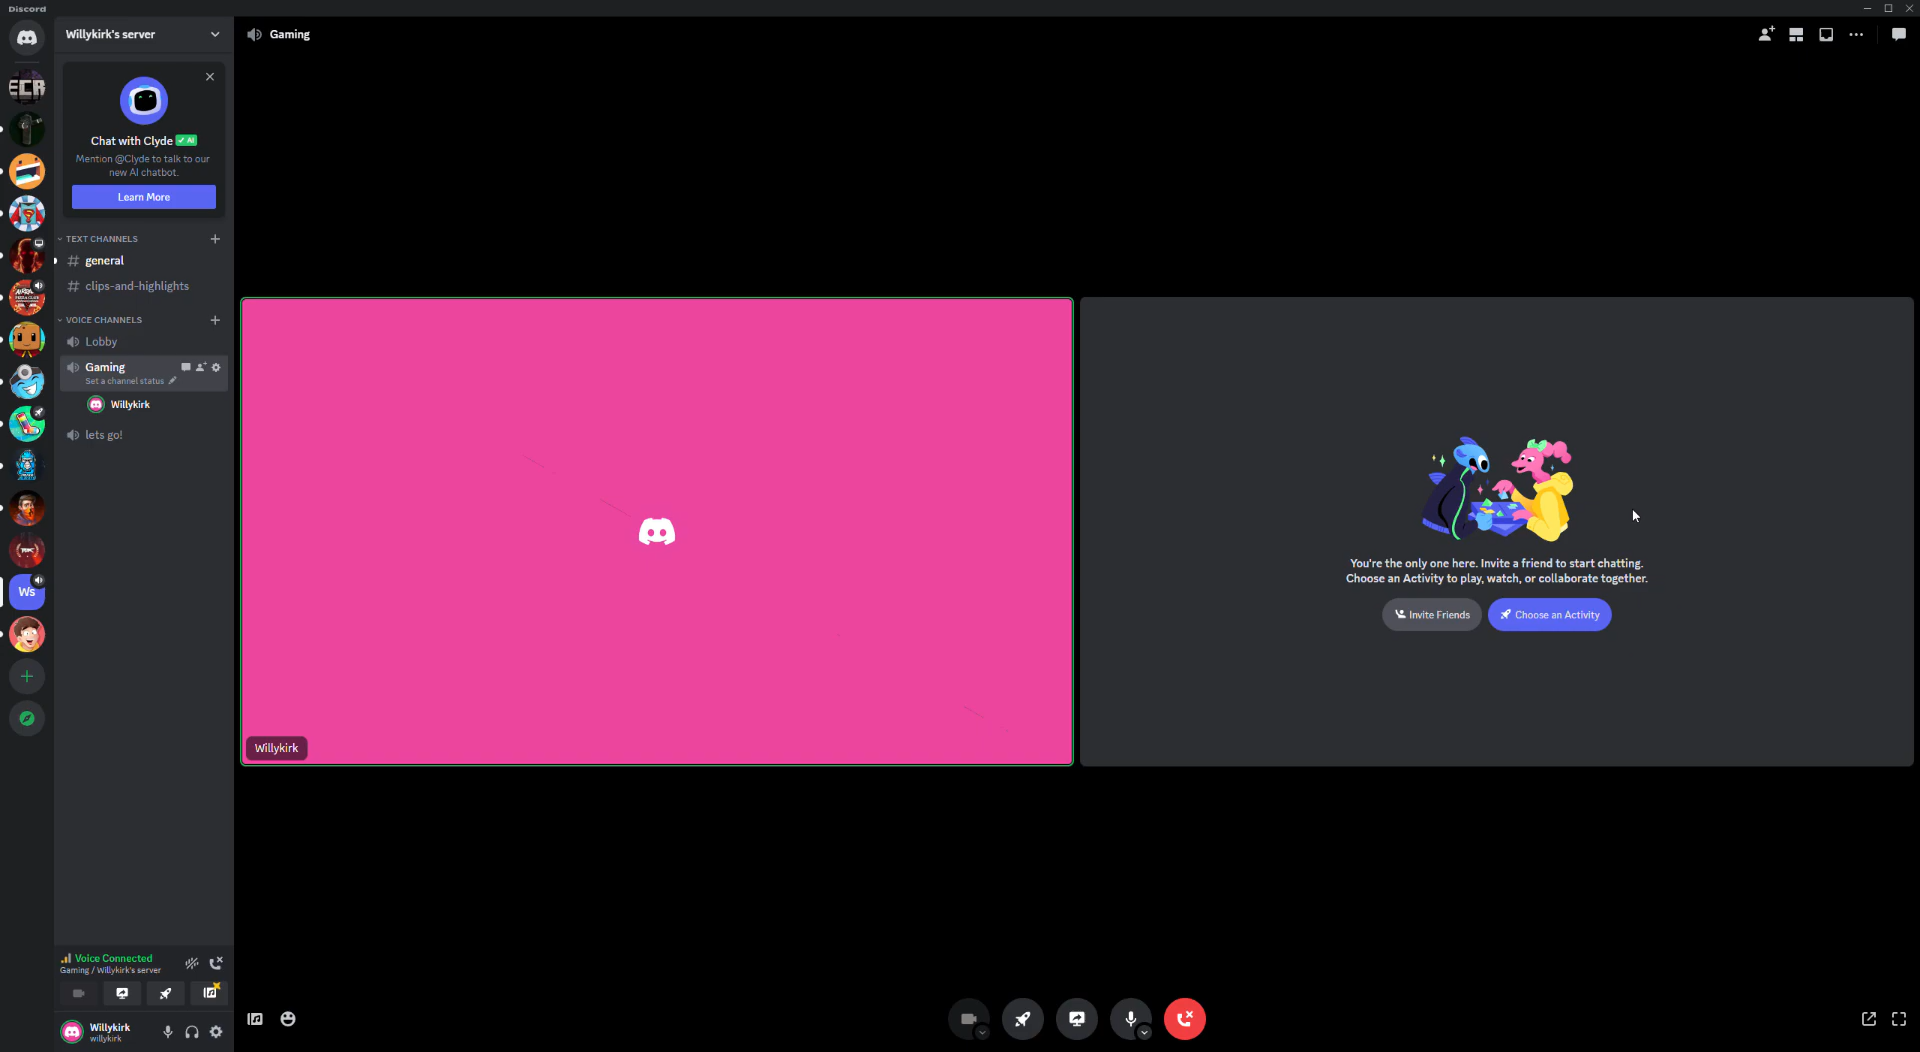 Discord
Willykirk's server
Gaming
Chat with Clyde ✓ AI
Mention @Clyde to talk to our
new AI chatbot.
Learn More
TEXT CHANNELS
general
clips-and-highlights
VOICE CHANNELS
Lobby
Gaming
Set a channel status
Willykirk
lets go!
Ws
Willykirk
You're the only one here. Invite a friend to start chatting.
Choose an Activity to play, watch, or collaborate together.
Invite Friends
Choose an Activity
Voice Connected
Gaming / Willykirk's server
Willykirk
willykirk